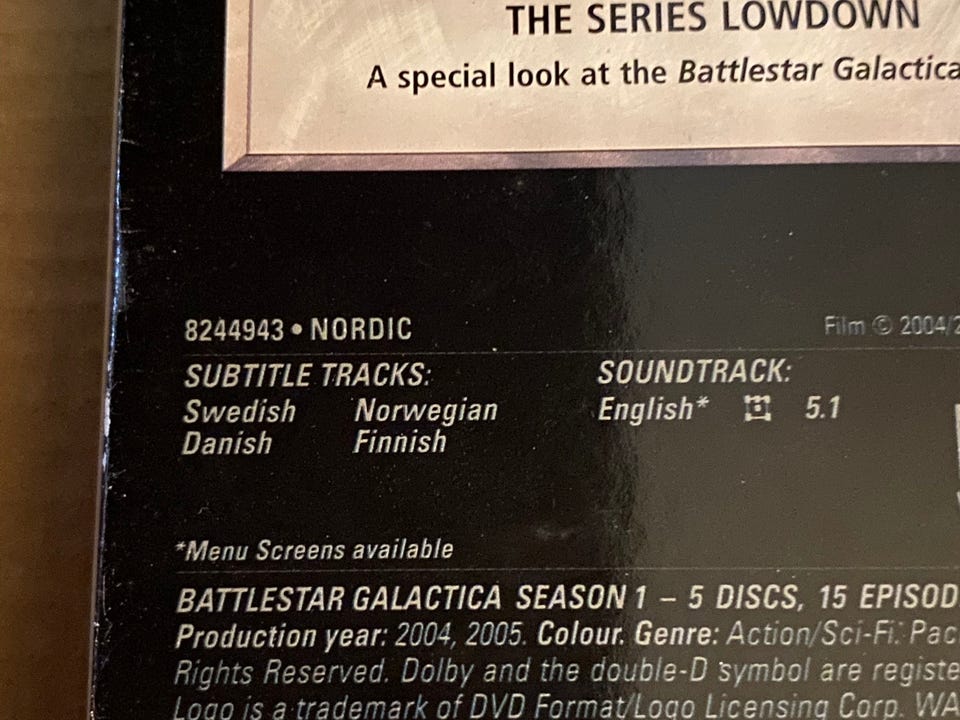 THE SERIES LOWDOWN
A special look at the Battlestar Galactica
8244943 • NORDIC
Film © 2004/2
SUBTITLE TRACKS:
SOUNDTRACK:
Swedish Norwegian
English* 5.1
Danish Finnish
*Menu Screens available
BATTLESTAR GALACTICA SEASON 1 – 5 DISCS, 15 EPISOD
Production year: 2004, 2005. Colour. Genre: Action/Sci-Fi. Pac
Rights Reserved. Dolby and the double-D symbol are registe
Logo is a trademark of DVD Format/Logo Licensing Corp. WA